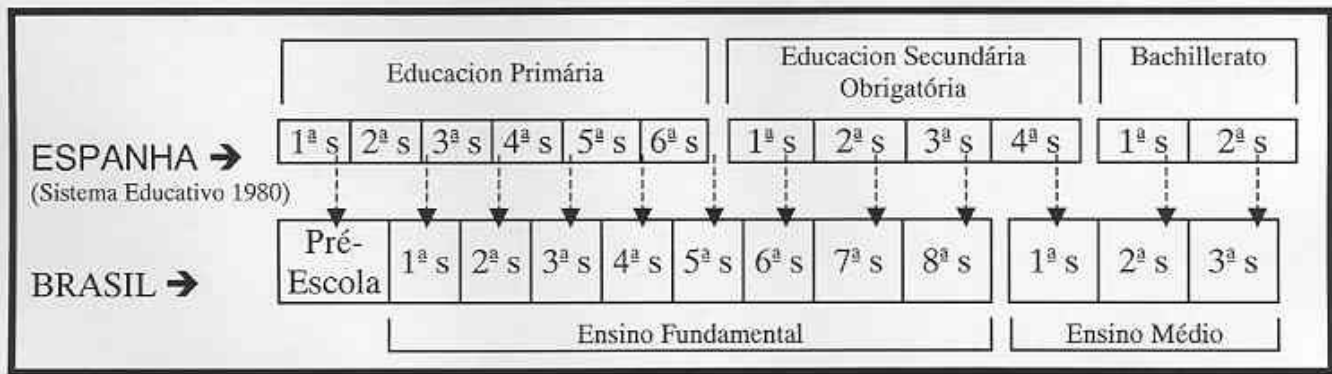 Educacion Primária
Educacion Secundária
Obrigatória
Bachillerato
1ª s 2ª s 3ª s 4ª s 5ª s 6ª s 1ª s 2ª s 3ª s 4ª s 1ª s 2ª s
ESPANHA ➔
(Sistema Educativo 1980)
BRASIL ➔
Pré-
Escola
1ª s 2ª s 3ª s 4ª s 5ª s 6ª s 7ª s 8ª s 1ª s 2ª s 3ª s
Ensino Fundamental
Ensino Médio